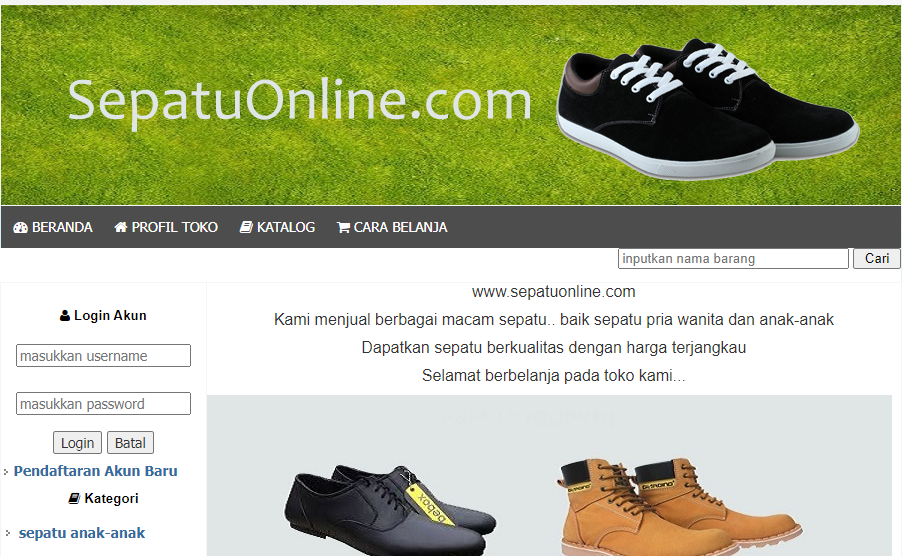 SepatuOnline.com
BERANDA PROFIL TOKO KATALOG CARA BELANJA
inputkan nama barang Cari
Login Akun
masukkan username
masukkan password
Login Batal
Pendaftaran Akun Baru
Kategori
sepatu anak-anak
www.sepatuonline.com
Kami menjual berbagai macam sepatu.. baik sepatu pria wanita dan anak-anak
Dapatkan sepatu berkualitas dengan harga terjangkau
Selamat berbelanja pada toko kami...
bebox